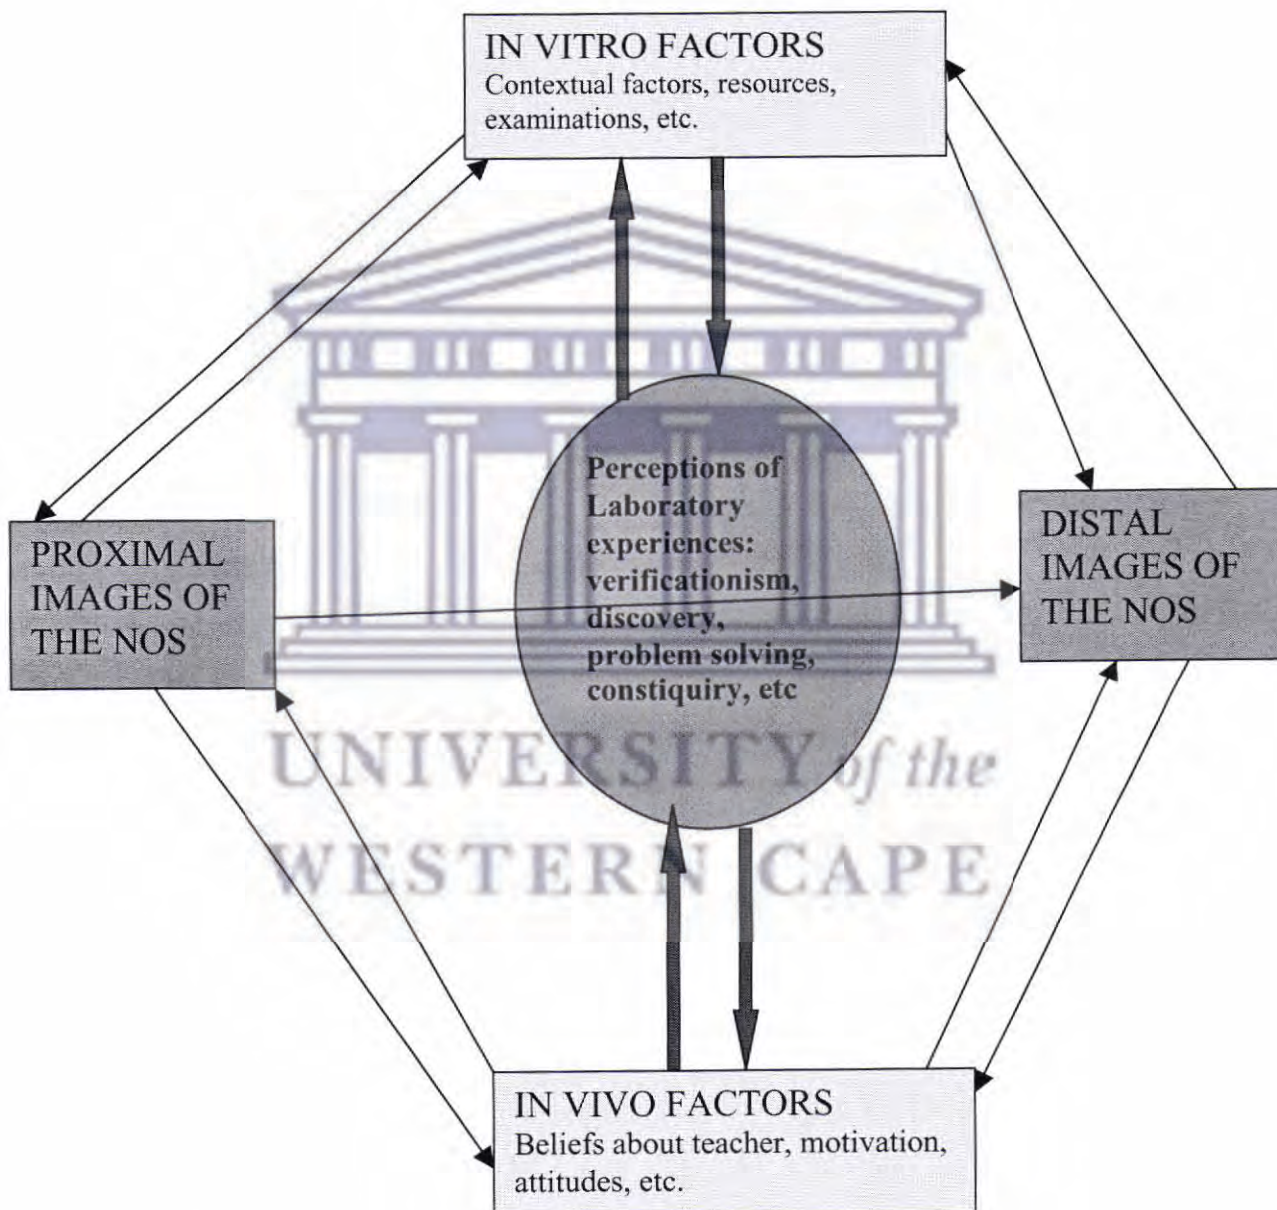 IN VITRO FACTORS
Contextual factors, resources,
examinations, etc.
Perceptions of
Laboratory
experiences:
verificationism,
discovery,
problem solving,
constiquiry, etc
PROXIMAL
IMAGES OF
THE NOS
DISTAL
IMAGES OF
THE NOS
UNIVERSITY of the
WESTERN CAPE
IN VIVO FACTORS
Beliefs about teacher, motivation,
attitudes, etc.